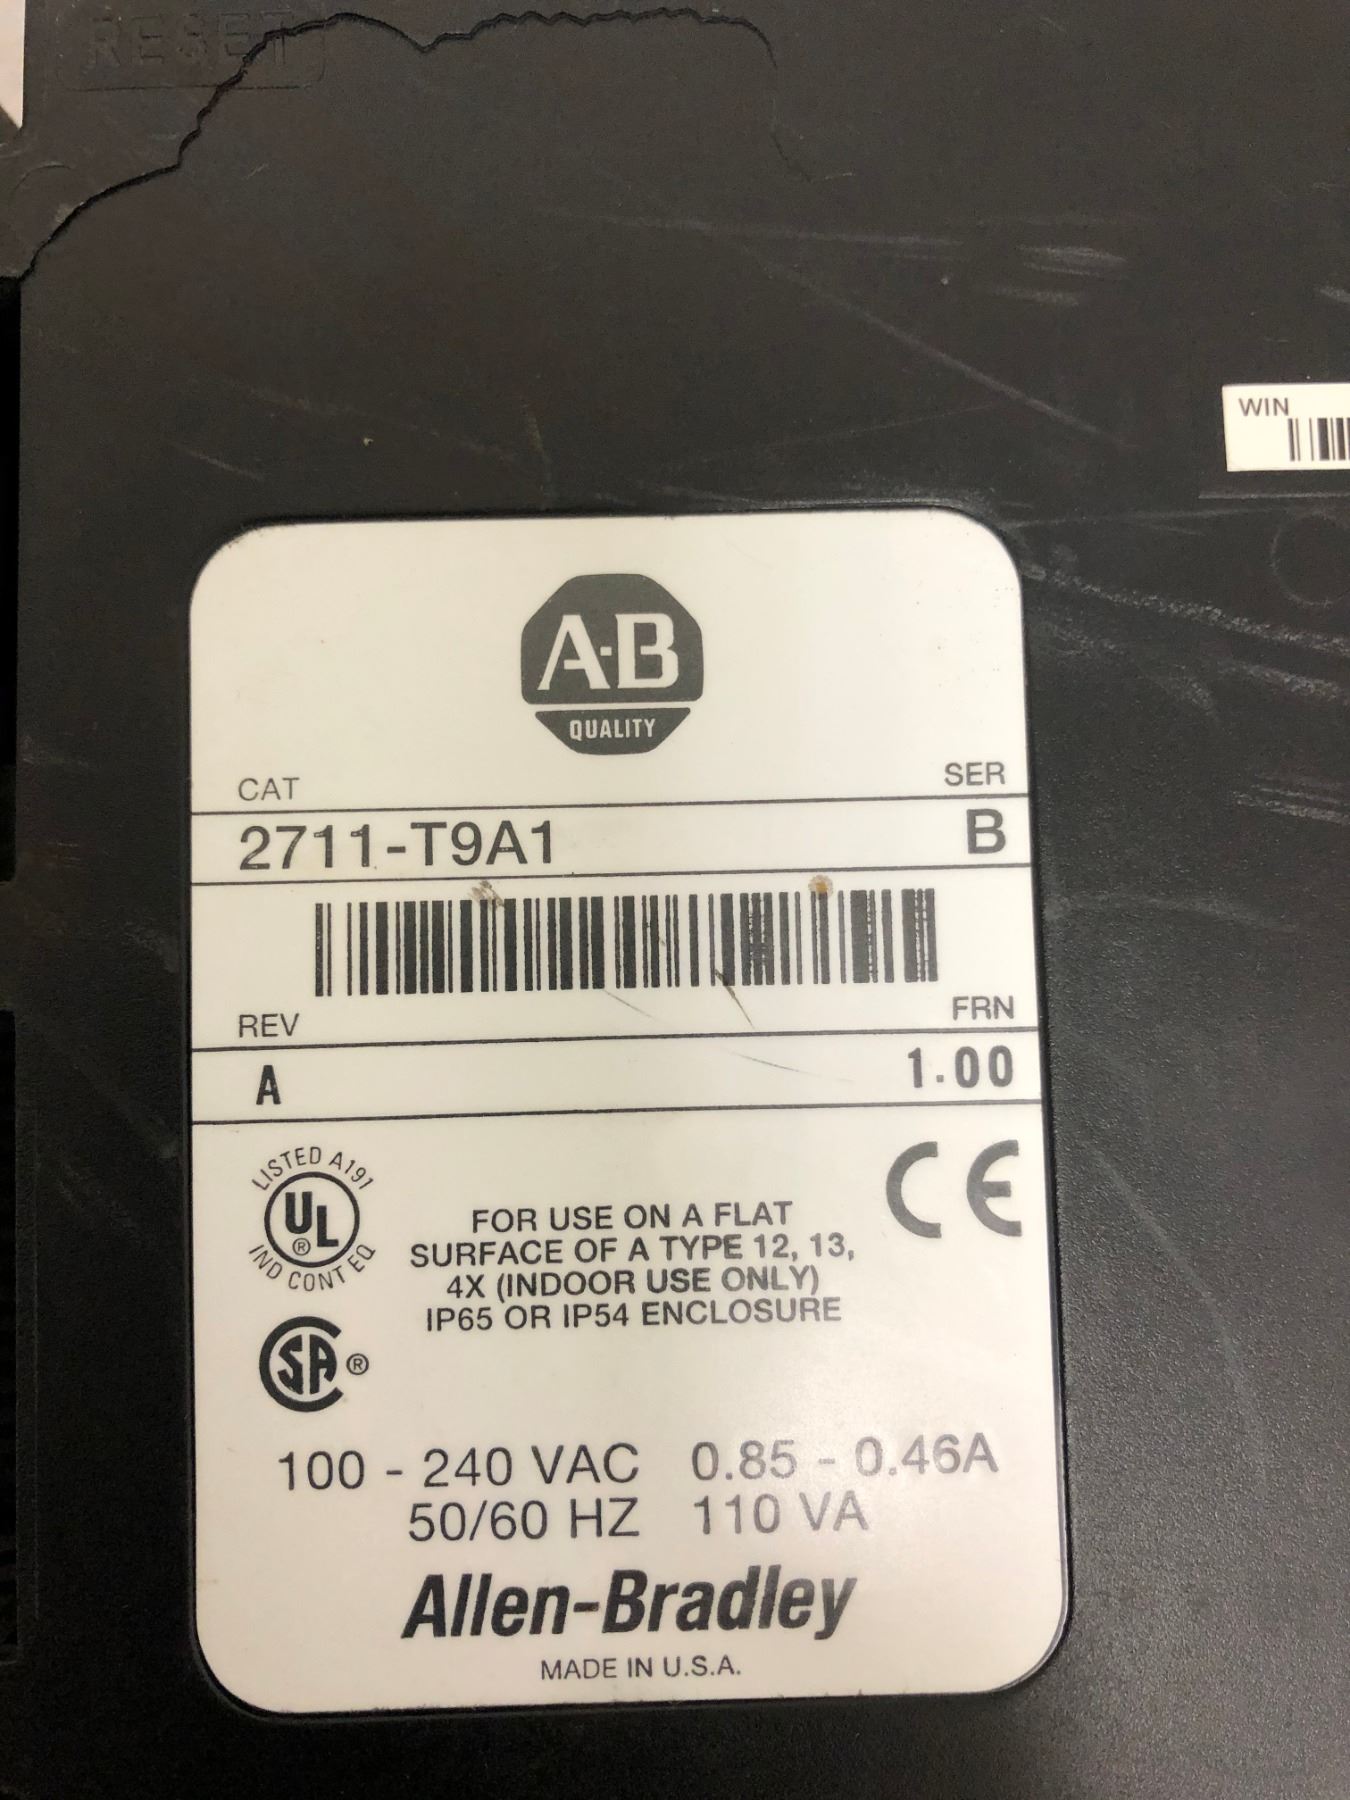 RESET
WIN
A-B
QUALITY
CAT SER
2711-T9A1 B
REV FRN
A 1.00
LISTED A191
UL
®
IND CONT EQ
CE
FOR USE ON A FLAT
SURFACE OF A TYPE 12, 13,
4X (INDOOR USE ONLY)
IP65 OR IP54 ENCLOSURE
SA ®
100 - 240 VAC 0.85 - 0.46A
50/60 HZ 110 VA
Allen-Bradley
MADE IN U.S.A.